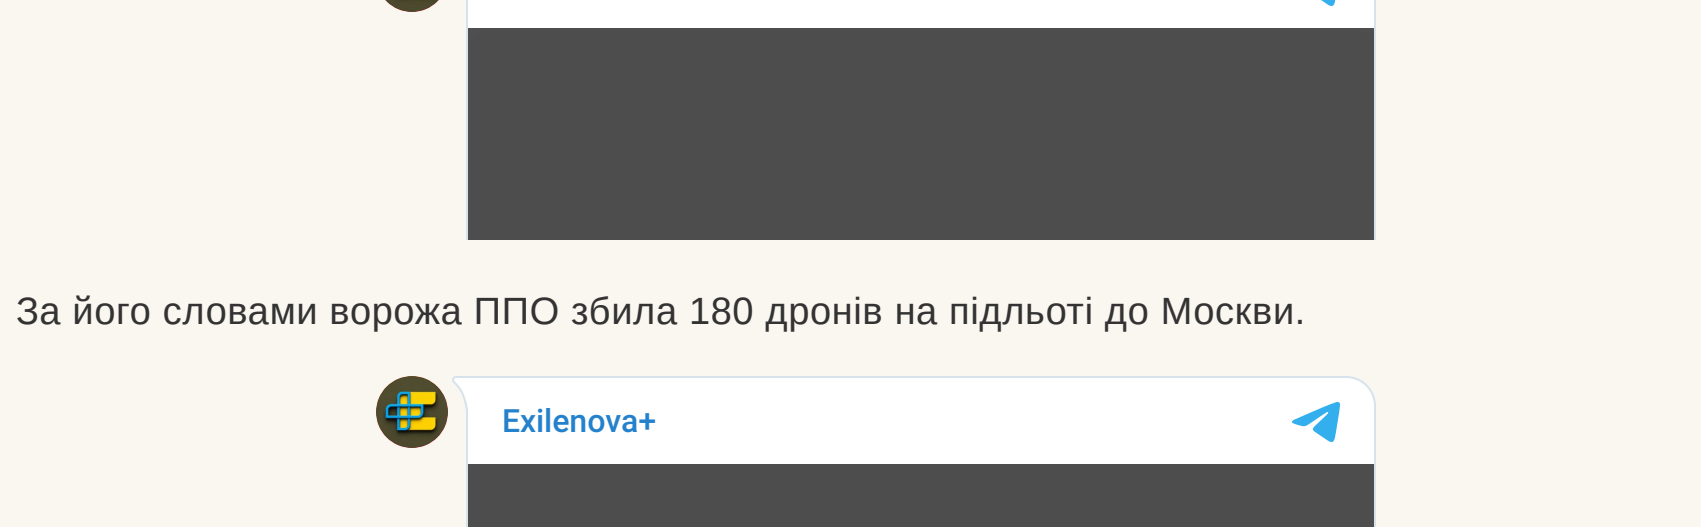 За його словами ворожа ППО збила 180 дронів на підльоті до Москви.
Exilenova+